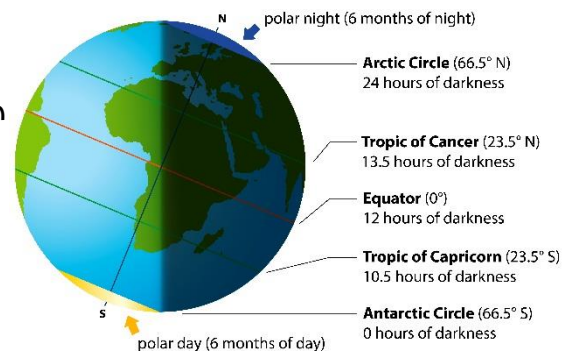 N
polar night (6 months of night)
Arctic Circle (66.5° N)
24 hours of darkness
Tropic of Cancer (23.5° N)
13.5 hours of darkness
Equator (0°)
12 hours of darkness
Tropic of Capricorn (23.5° S)
10.5 hours of darkness
Antarctic Circle (66.5° S)
0 hours of darkness
S
polar day (6 months of day)